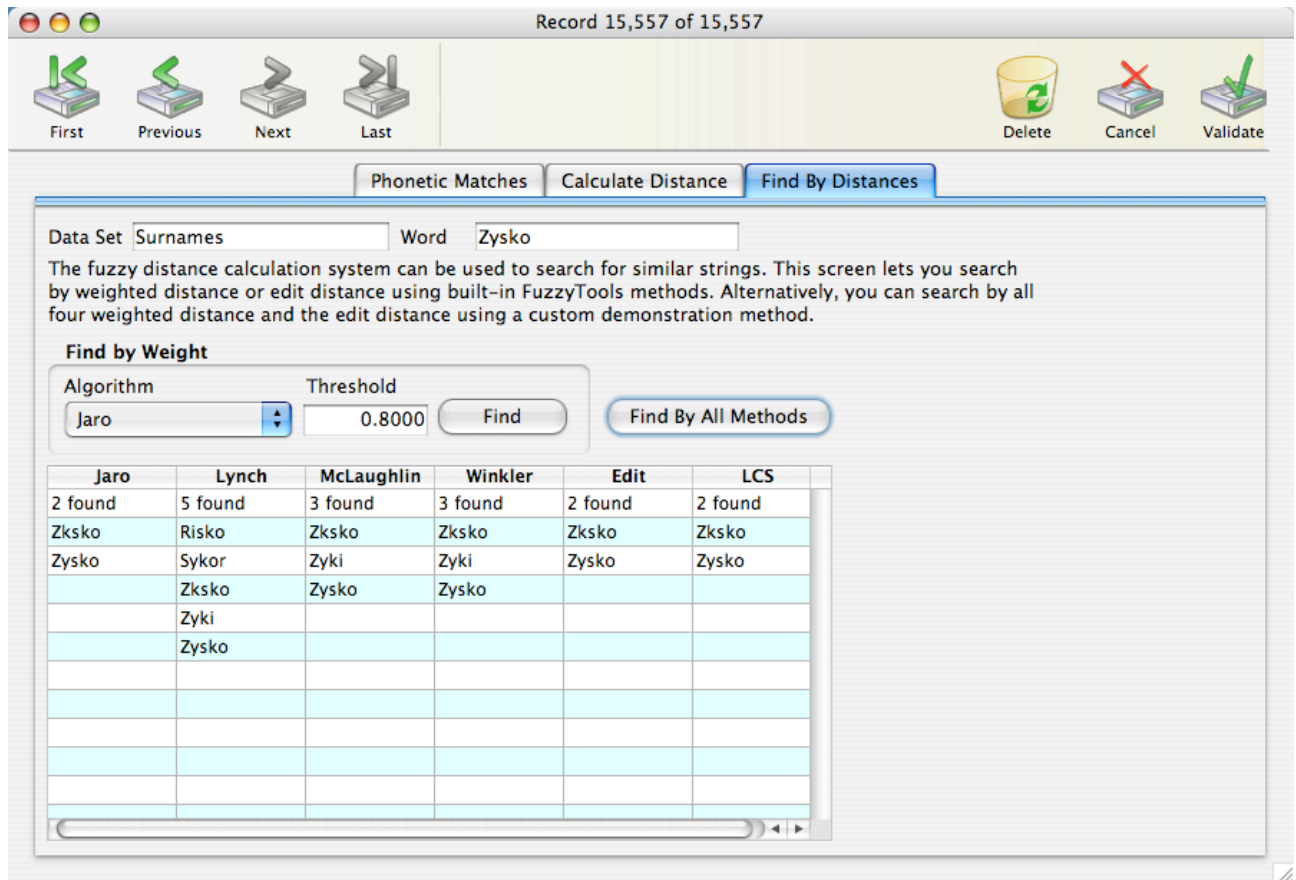 Record 15,557 of 15,557
First Previous Next Last Delete Cancel Validate
Phonetic Matches Calculate Distance Find By Distances
Data Set Surnames Word Zysko
The fuzzy distance calculation system can be used to search for similar strings. This screen lets you search
by weighted distance or edit distance using built-in FuzzyTools methods. Alternatively, you can search by all
four weighted distance and the edit distance using a custom demonstration method.
Find by Weight
Algorithm Threshold
Jaro 0.8000 Find Find By All Methods
Jaro Lynch McLaughlin Winkler Edit LCS
2 found 5 found 3 found 3 found 2 found 2 found
Zksko Risko Zksko Zksko Zksko Zksko
Zysko Sykor Zyki Zyki Zysko Zysko
Zksko Zysko Zysko
Zyki
Zysko